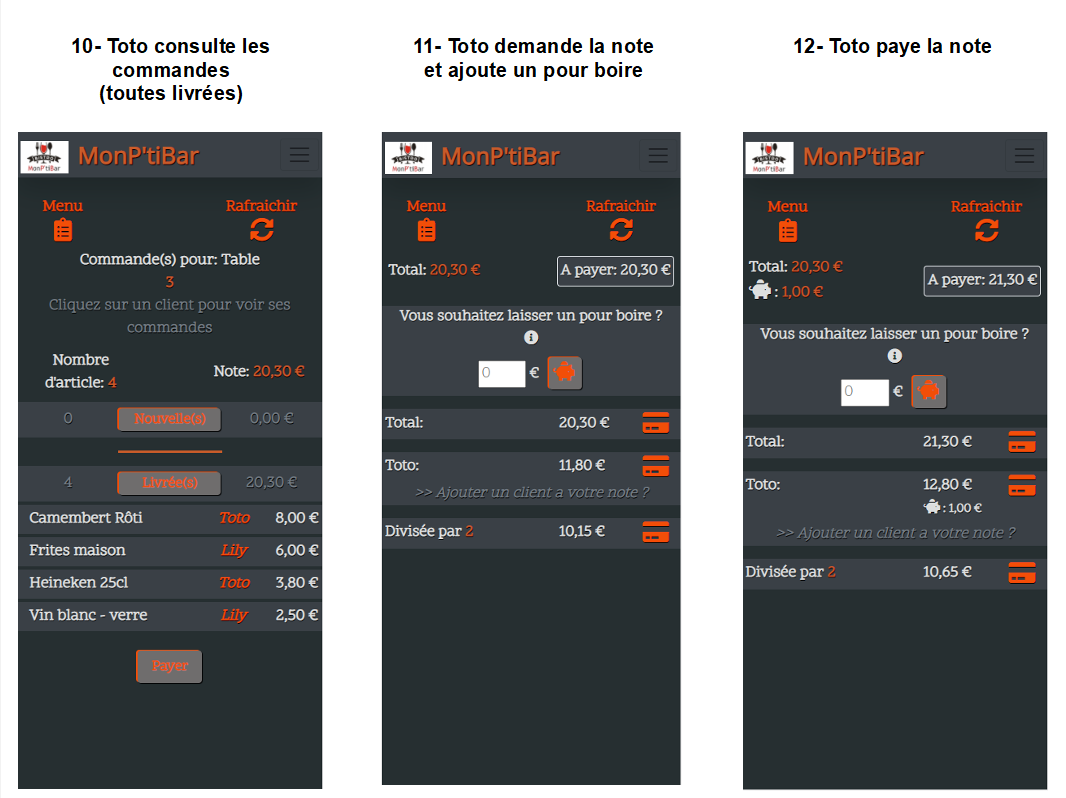 10- Toto consulte les
commandes
(toutes livrées)
MonP'tiBar
BISTROT
MonP'tiBar
Menu
Rafraichir
Commande(s) pour: Table
3
Cliquez sur un client pour voir ses
commandes
Nombre
d'article: 4
Note: 20,30 €
0 Nouvelle(s) 0,00 €
4 Livrée(s) 20,30 €
Camembert Rôti Toto 8,00 €
Frites maison Lily 6,00 €
Heineken 25cl Toto 3,80 €
Vin blanc - verre Lily 2,50 €
Payer
11- Toto demande la note
et ajoute un pour boire
MonP'tiBar
BISTROT
MonP'tiBar
Menu
Rafraichir
Total: 20,30 €
A payer: 20,30 €
Vous souhaitez laisser un pour boire ?
0 €
Total: 20,30 €
Toto: 11,80 €
>> Ajouter un client a votre note ?
Divisée par 2 10,15 €
12- Toto paye la note
MonP'tiBar
BISTROT
MonP'tiBar
Menu
Rafraichir
Total: 20,30 €
: 1,00 €
A payer: 21,30 €
Vous souhaitez laisser un pour boire ?
0 €
Total: 21,30 €
Toto: 12,80 €
: 1,00 €
>> Ajouter un client a votre note ?
Divisée par 2 10,65 €